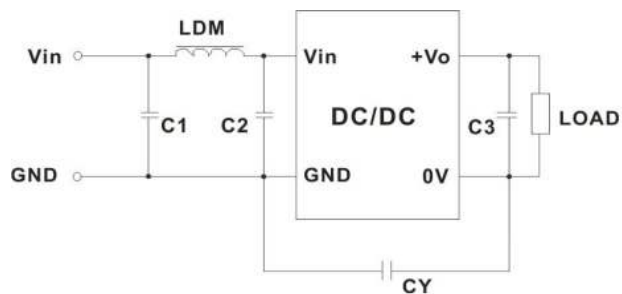 LDM
Vin
Vin
+Vo
C1
C2
DC/DC
C3
LOAD
GND
GND
0V
CY